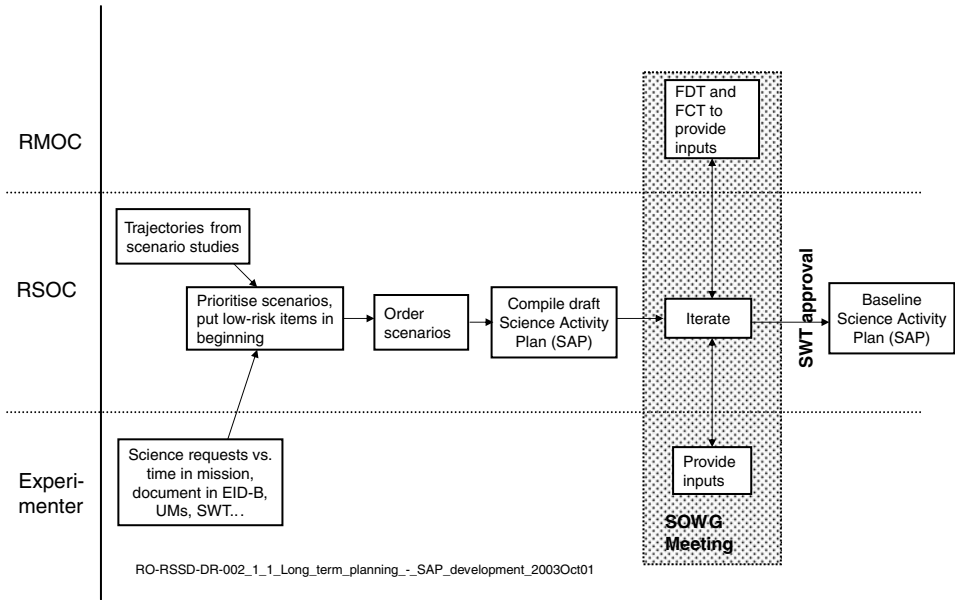 RMOC
FDT and
FCT to
provide
inputs
RSOC
Trajectories from
scenario studies
Prioritise scenarios,
put low-risk items in
beginning
Order
scenarios
Compile draft
Science Activity
Plan (SAP)
Iterate
SWT approval
Baseline
Science Activity
Plan (SAP)
Experi-
menter
Science requests vs.
time in mission,
document in EID-B,
UMs, SWT...
Provide
inputs
SOWG
Meeting
RO-RSSD-DR-002_1_1_Long_term_planning_-_SAP_development_2003Oct01